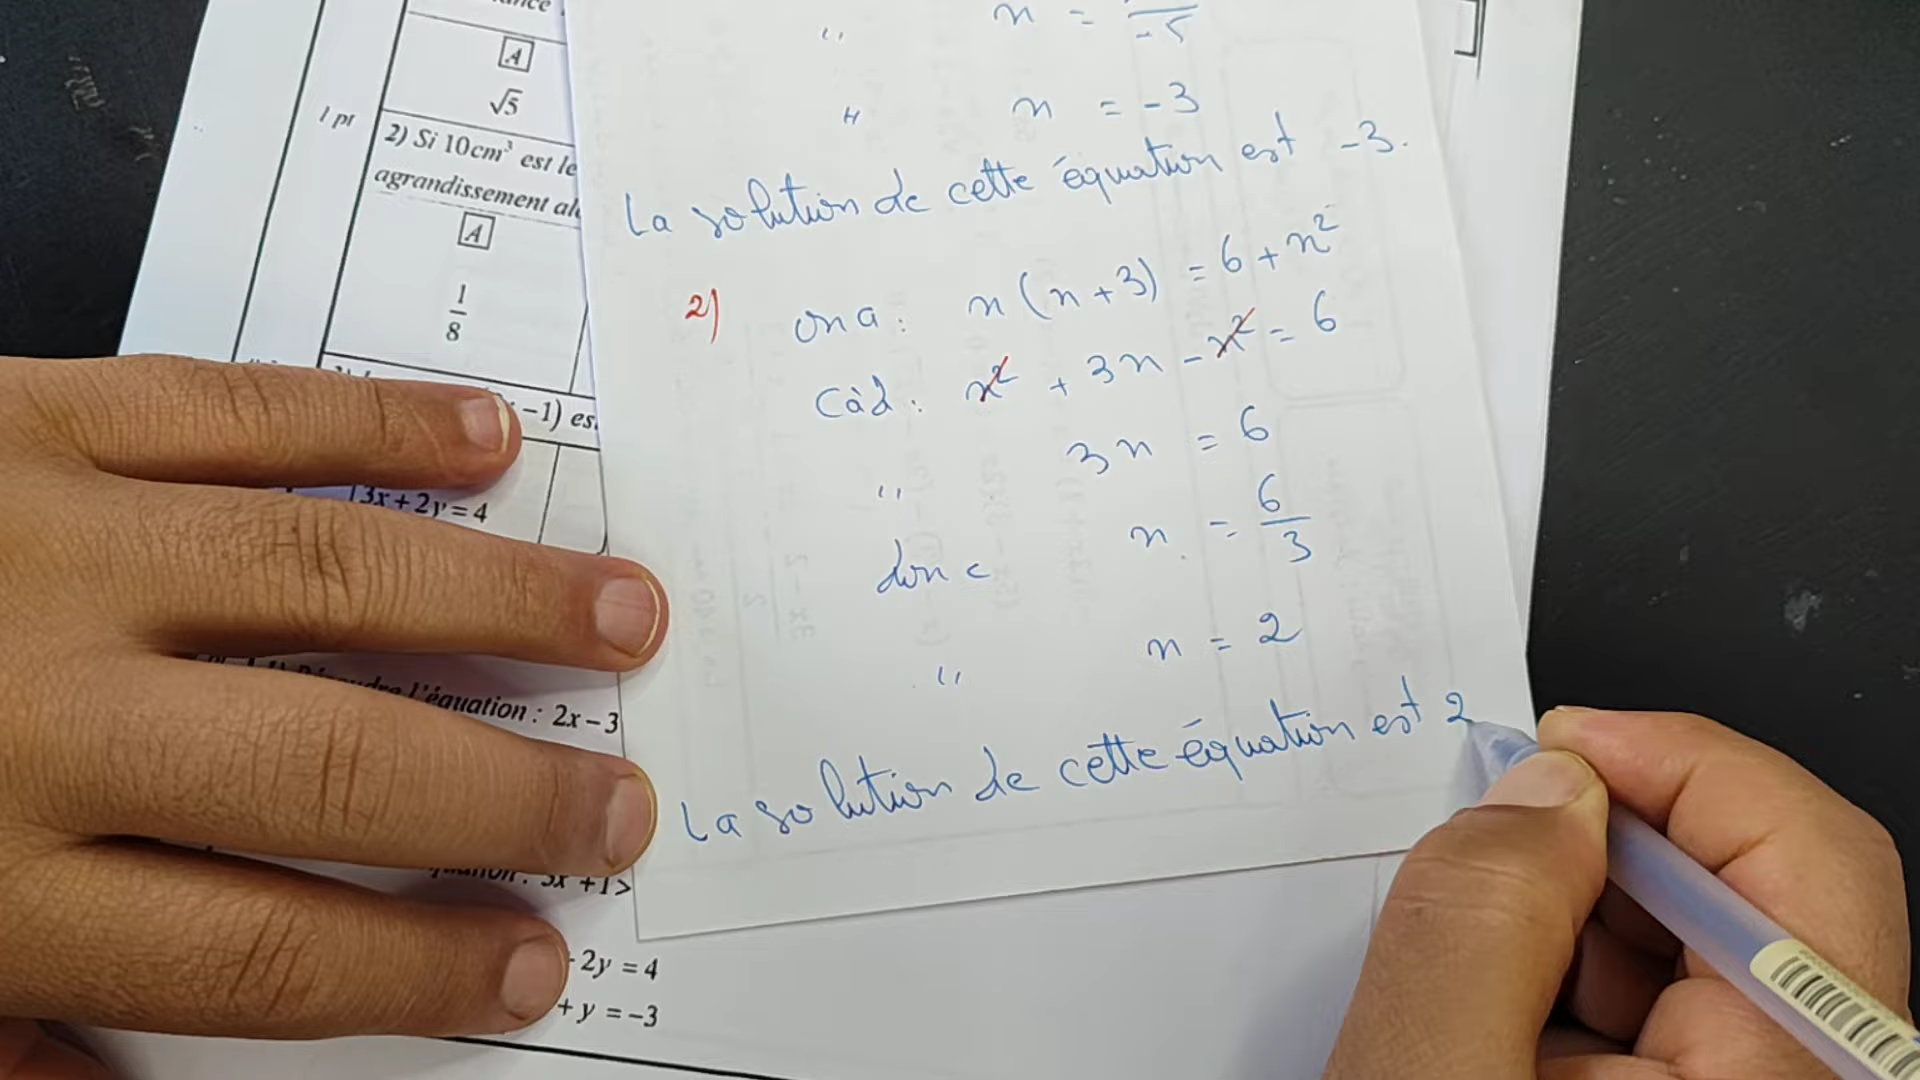 A
√5
1 pt
2) Si 10cm³ est le
agrandissement
A
1/8
-1) es
3x + 2y = 4
l'équation : 2x − 3
3x + 1 >
2y = 4
+ y = −3
" x = /-5
" x = -3
La solution de cette équation est -3.
2) on a : x(x+3) = 6 + x²
Càd : x² + 3x - x² = 6
" 3x = 6
donc x = 6/3
" x = 2
La solution de cette équation est 2